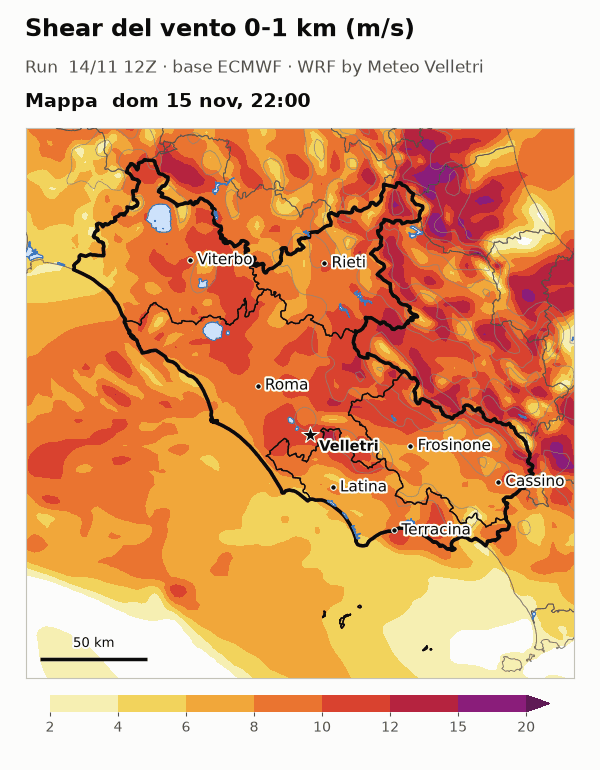 Shear del vento 0-1 km (m/s)
Run  14/11 12Z · base ECMWF · WRF by Meteo Velletri
Mappa  dom 15 nov, 22:00
Viterbo
Rieti
Roma
Velletri
Frosinone
Latina
Cassino
Terracina
50 km
2 4 6 8 10 12 15 20